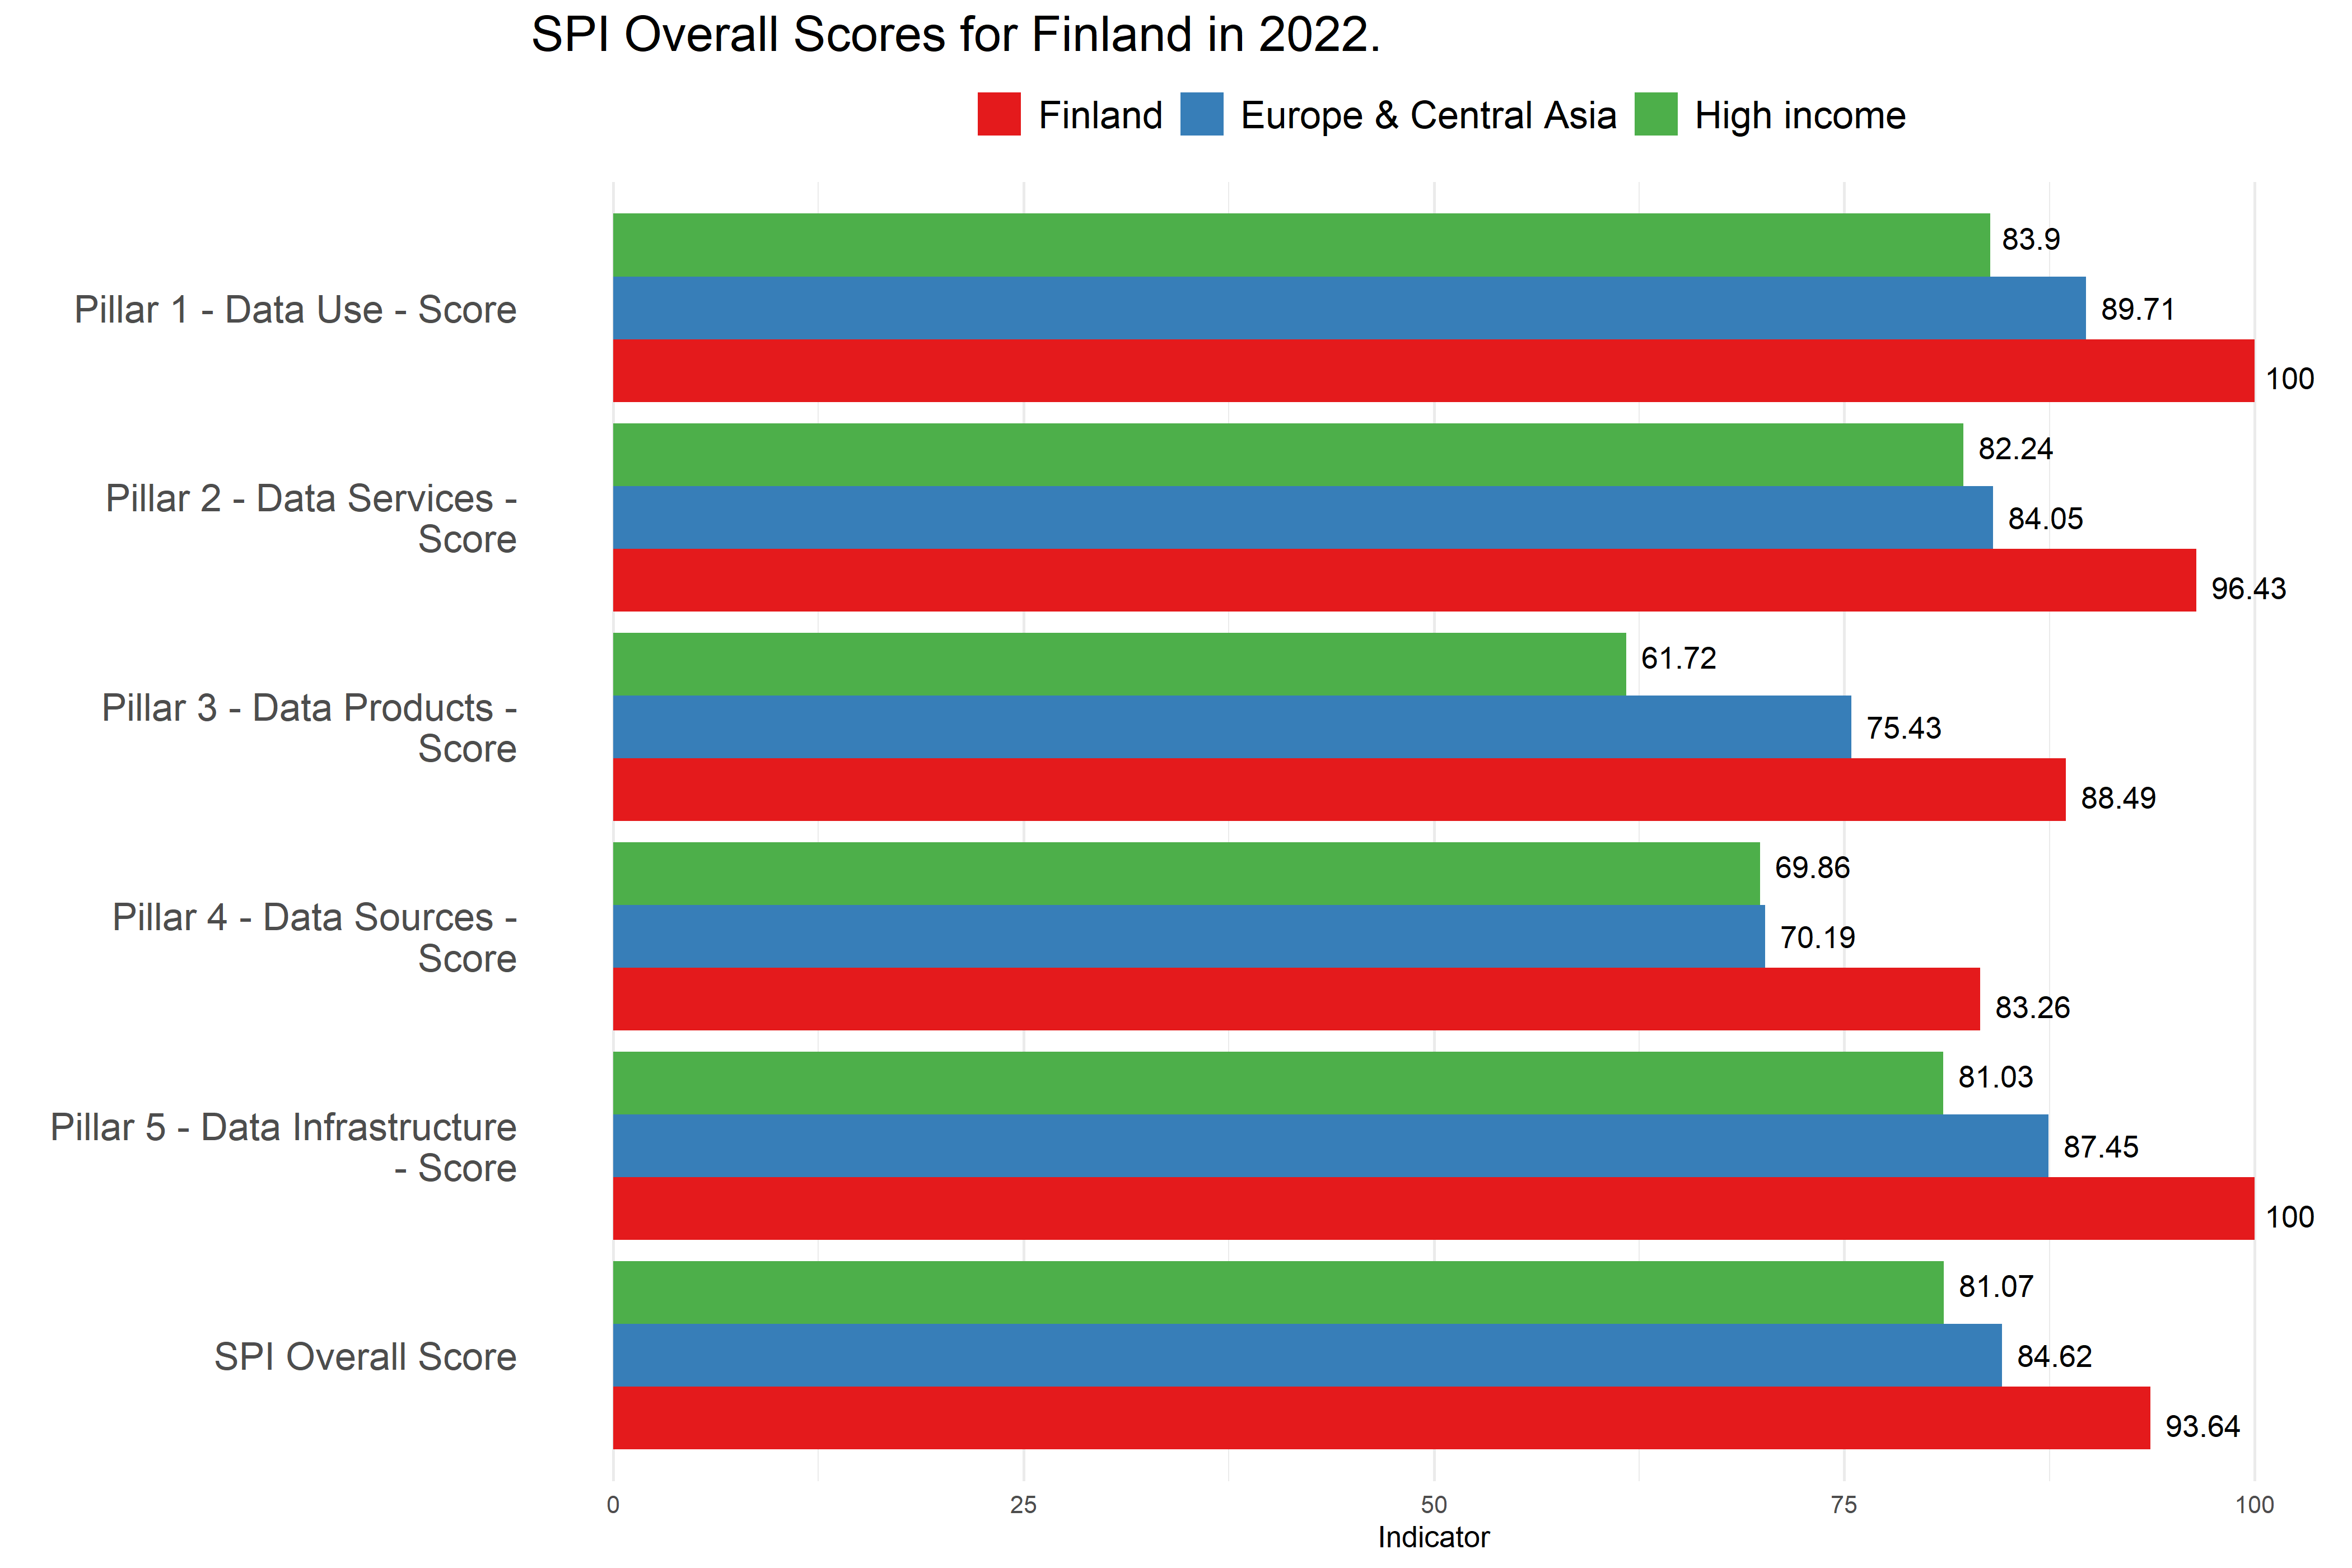 SPI Overall Scores for Finland in 2022.
Finland Europe & Central Asia High income
Pillar 1 - Data Use - Score
83.9
89.71
100
Pillar 2 - Data Services -
Score
82.24
84.05
96.43
Pillar 3 - Data Products -
Score
61.72
75.43
88.49
Pillar 4 - Data Sources -
Score
69.86
70.19
83.26
Pillar 5 - Data Infrastructure
- Score
81.03
87.45
100
SPI Overall Score
81.07
84.62
93.64
0 25 50 75 100
Indicator